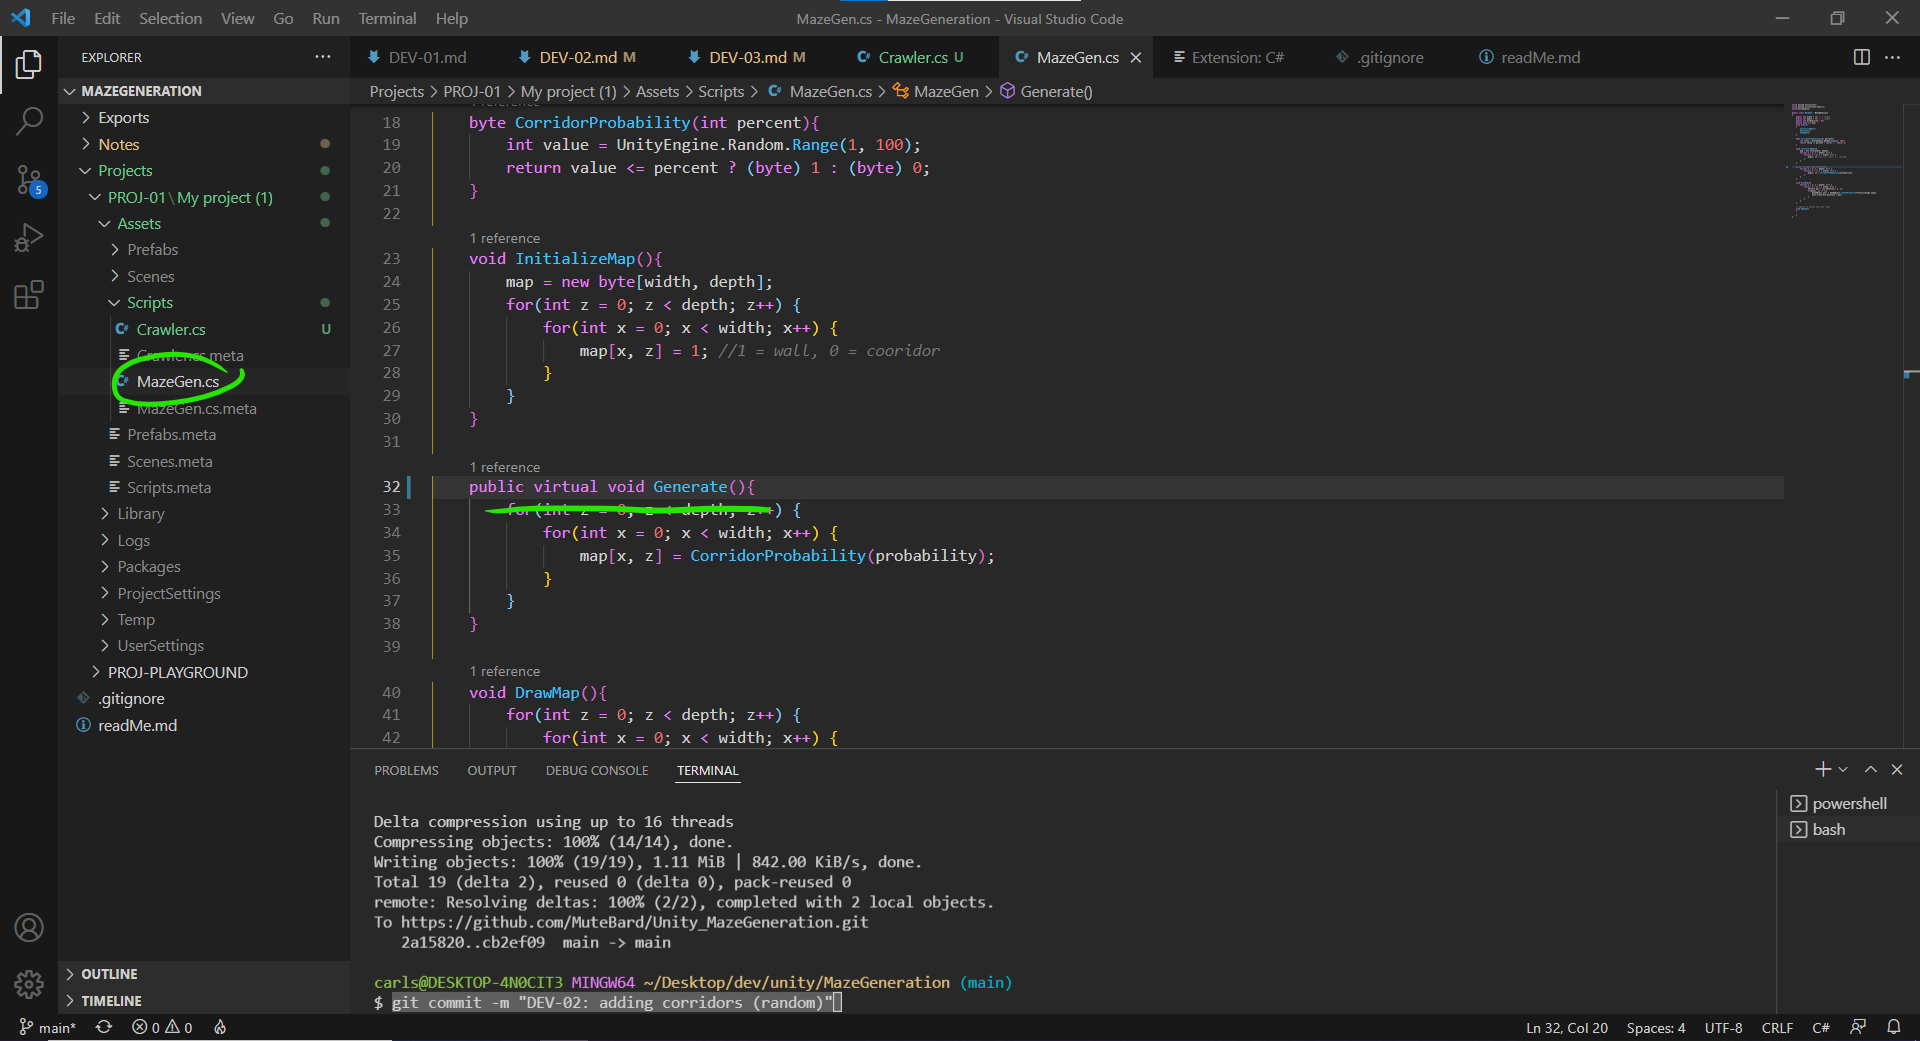 File Edit Selection View Go Run Terminal Help
MazeGen.cs - MazeGeneration - Visual Studio Code
EXPLORER
MAZEGENERATION
Exports
Notes
Projects
PROJ-01\My project (1)
Assets
Prefabs
Scenes
Scripts
Crawler.cs U
Crawler.cs.meta
MazeGen.cs
MazeGen.cs.meta
Prefabs.meta
Scenes.meta
Scripts.meta
Library
Logs
Packages
ProjectSettings
Temp
UserSettings
PROJ-PLAYGROUND
.gitignore
readMe.md
OUTLINE
TIMELINE
5
DEV-01.md DEV-02.md M DEV-03.md M Crawler.cs U MazeGen.cs Extension: C# .gitignore readMe.md
Projects > PROJ-01 > My project (1) > Assets > Scripts > MazeGen.cs > MazeGen > Generate()
18 byte CorridorProbability(int percent){
19 int value = UnityEngine.Random.Range(1, 100);
20 return value <= percent ? (byte) 1 : (byte) 0;
21 }
22
1 reference
23 void InitializeMap(){
24 map = new byte[width, depth];
25 for(int z = 0; z < depth; z++) {
26 for(int x = 0; x < width; x++) {
27 map[x, z] = 1; //1 = wall, 0 = cooridor
28 }
29 }
30 }
31
1 reference
32 public virtual void Generate(){
33 for(int z = 0; z < depth; z++) {
34 for(int x = 0; x < width; x++) {
35 map[x, z] = CorridorProbability(probability);
36 }
37 }
38 }
39
1 reference
40 void DrawMap(){
41 for(int z = 0; z < depth; z++) {
42 for(int x = 0; x < width; x++) {
PROBLEMS OUTPUT DEBUG CONSOLE TERMINAL
Delta compression using up to 16 threads
Compressing objects: 100% (14/14), done.
Writing objects: 100% (19/19), 1.11 MiB | 842.00 KiB/s, done.
Total 19 (delta 2), reused 0 (delta 0), pack-reused 0
remote: Resolving deltas: 100% (2/2), completed with 2 local objects.
To https://github.com/MuteBard/Unity_MazeGeneration.git
2a15820..cb2ef09 main -> main
carls@DESKTOP-4N0CIT3 MINGW64 ~/Desktop/dev/unity/MazeGeneration (main)
$ git commit -m "DEV-02: adding corridors (random)"
powershell
bash
main* 0 0
Ln 32, Col 20 Spaces: 4 UTF-8 CRLF C#